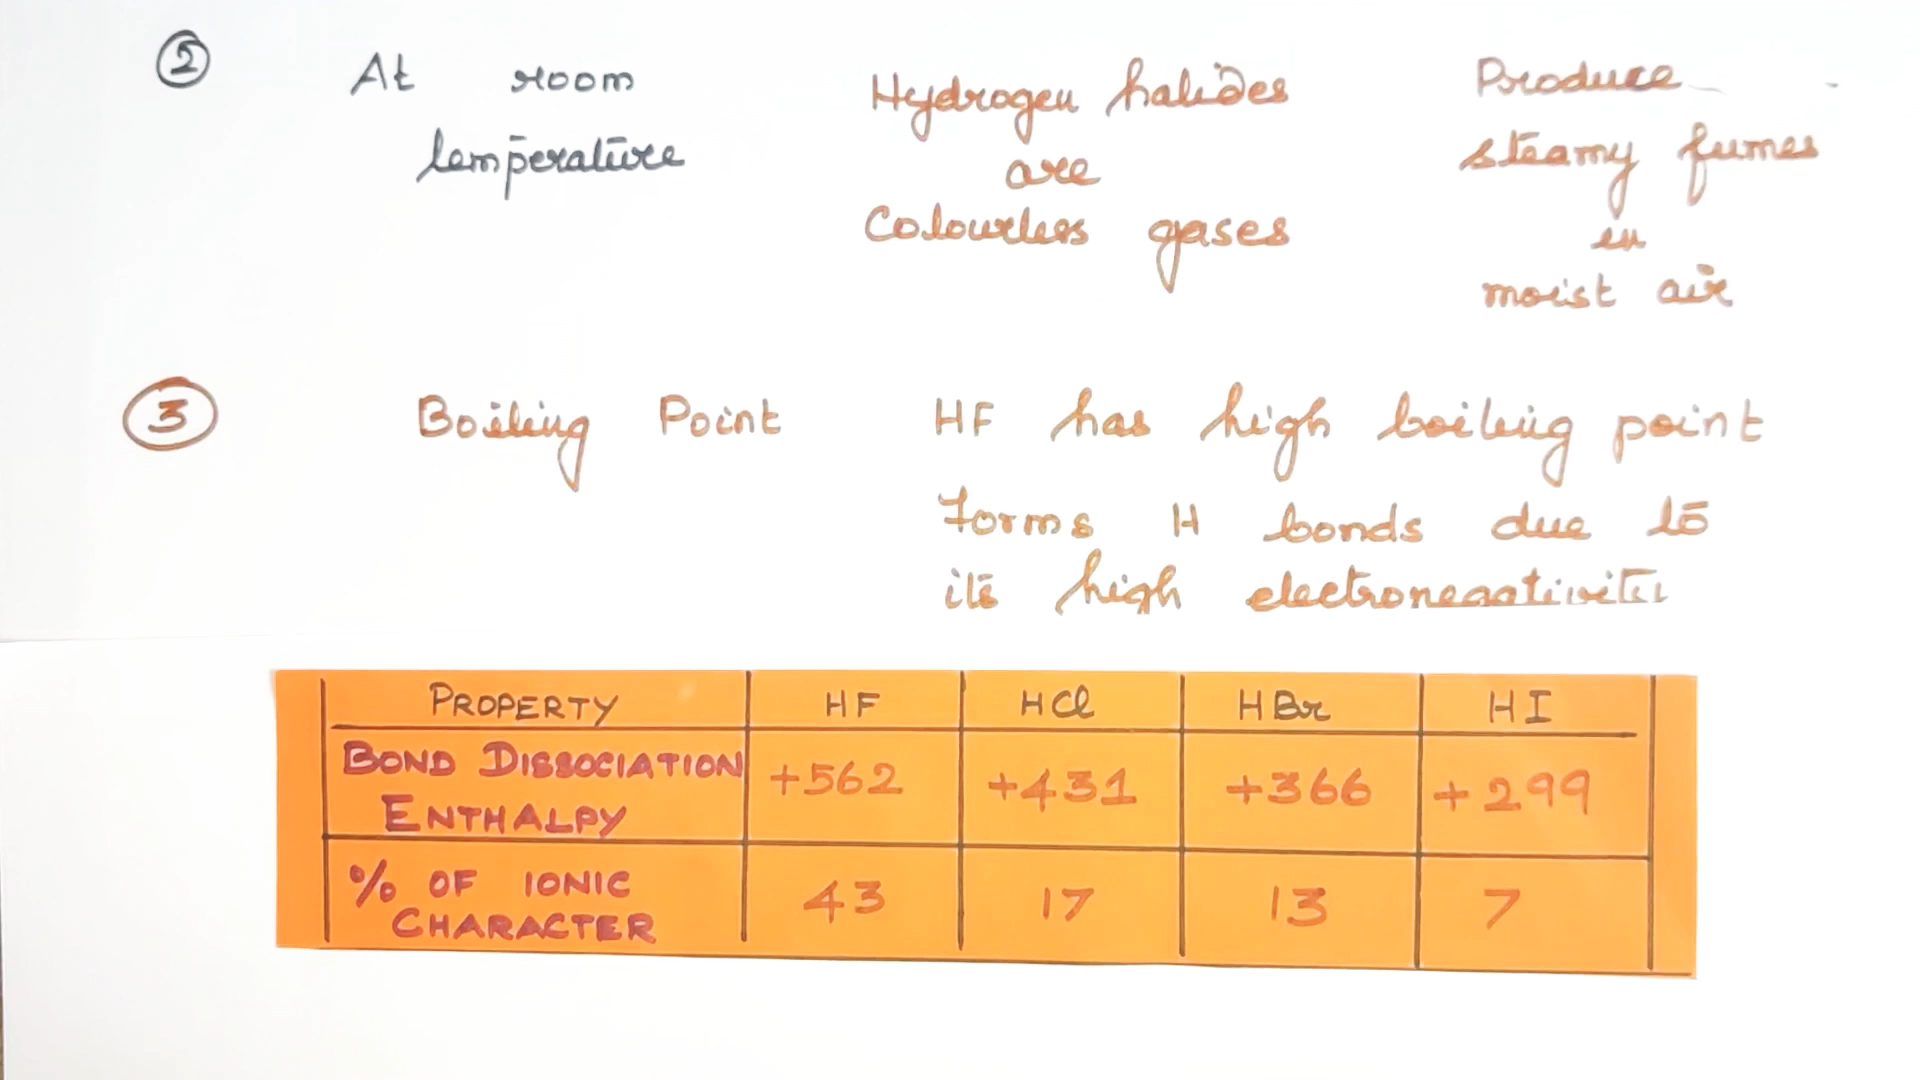 ②
At room
temperature
Hydrogen halides
are
Colourless gases
Produce
steamy fumes
in
moist air
③
Boiling Point
HF has high boiling point
Forms H bonds due to
its high electronegativity
PROPERTY HF HCl HBr HI
BOND DISSOCIATION
ENTHALPY +562 +431 +366 +299
% OF IONIC
CHARACTER 43 17 13 7